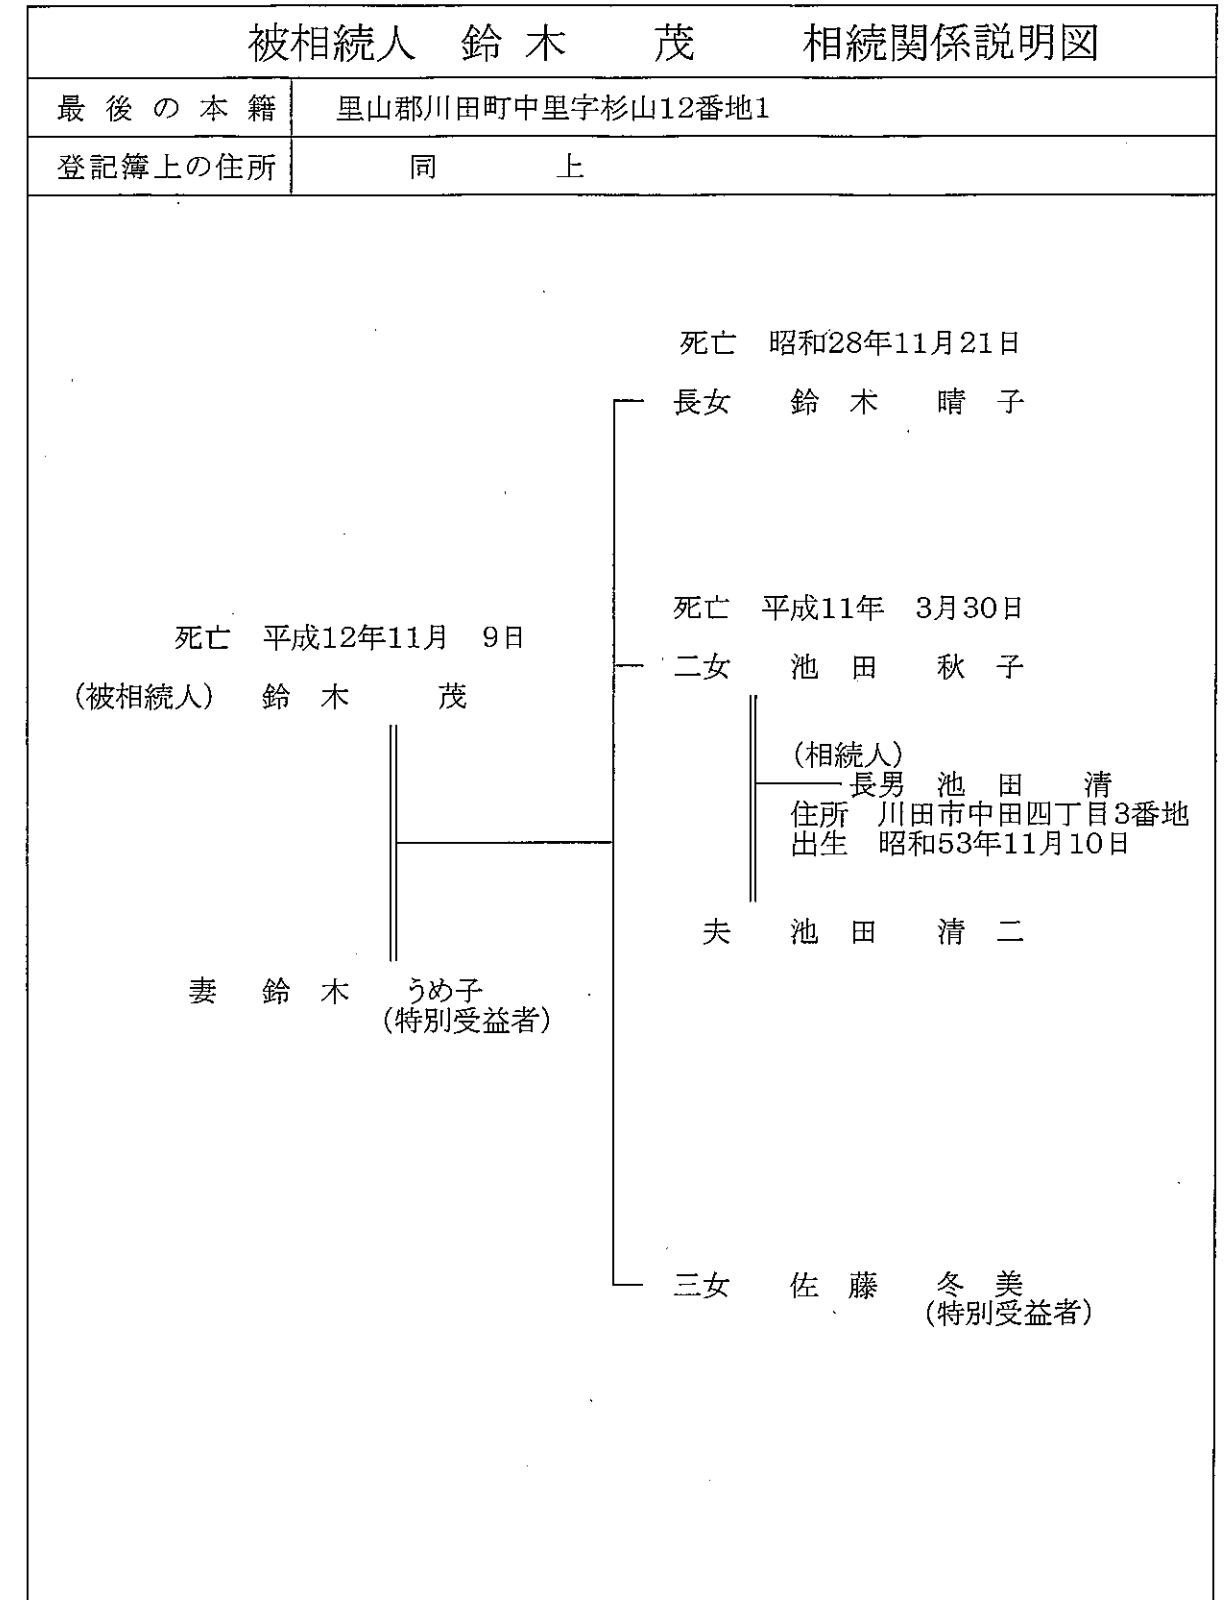 被相続人　鈴木　茂　相続関係説明図
最後の本籍　里山郡川田町中里字杉山12番地1
登記簿上の住所　同　上
死亡　昭和28年11月21日
長女　鈴木　晴子
死亡　平成11年　3月30日
二女　池田　秋子
死亡　平成12年11月　9日
(被相続人)　鈴木　茂
(相続人)
長男　池田　清
住所　川田市中田四丁目3番地
出生　昭和53年11月10日
夫　池田　清二
妻　鈴木　うめ子
(特別受益者)
三女　佐藤　冬美
(特別受益者)